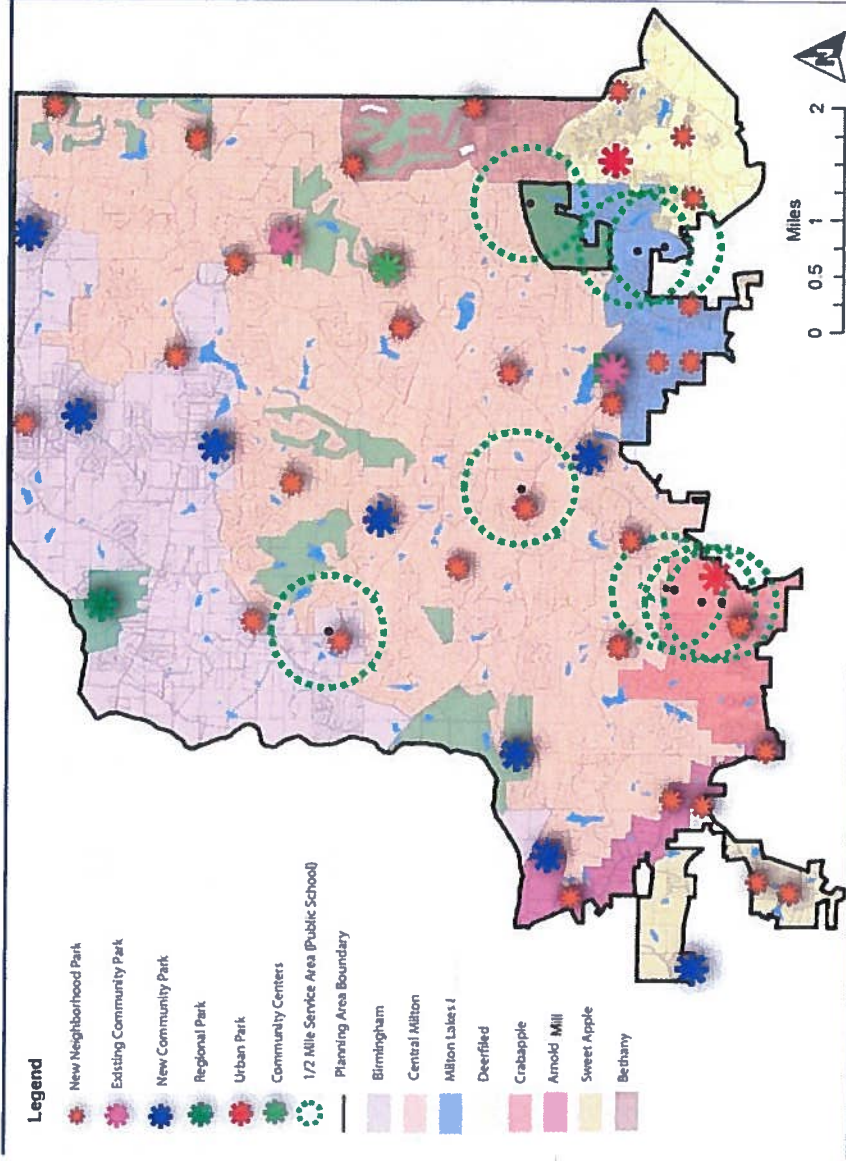 Legend
New Neighborhood Park
Existing Community Park
New Community Park
Regional Park
Urban Park
Community Centers
1/2 Mile Service Area (Public School)
Planning Area Boundary
Birmingham
Central Milton
Milton Lakes /
Deerfiled
Crabapple
Arnold Mill
Sweet Apple
Bethany
N
Miles
0 0.5 1 2